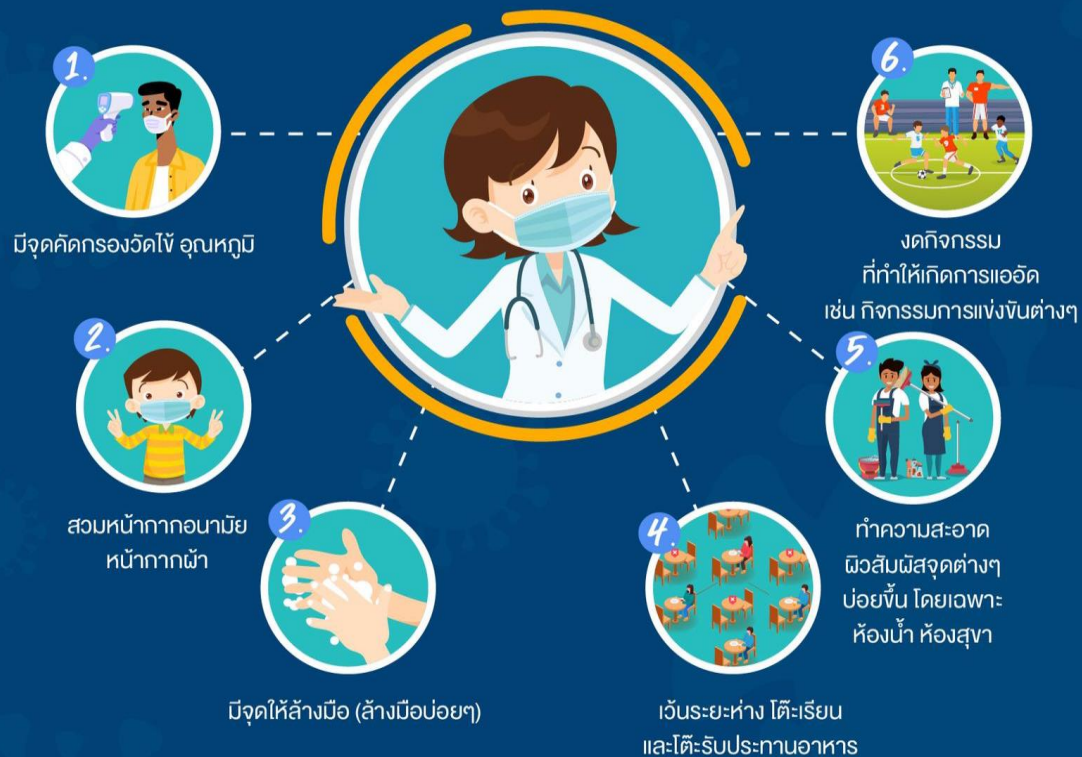 1.
มีจุดคัดกรองวัดไข้ อุณหภูมิ
2.
สวมหน้ากากอนามัย
หน้ากากผ้า
3.
มีจุดให้ล้างมือ (ล้างมือบ่อยๆ)
4.
เว้นระยะห่าง โต๊ะเรียน
และโต๊ะรับประทานอาหาร
5.
ทำความสะอาด
ผิวสัมผัสจุดต่างๆ
บ่อยขึ้น โดยเฉพาะ
ห้องน้ำ ห้องสุขา
6.
งดกิจกรรม
ที่ทำให้เกิดการแออัด
เช่น กิจกรรมการแข่งขันต่างๆ